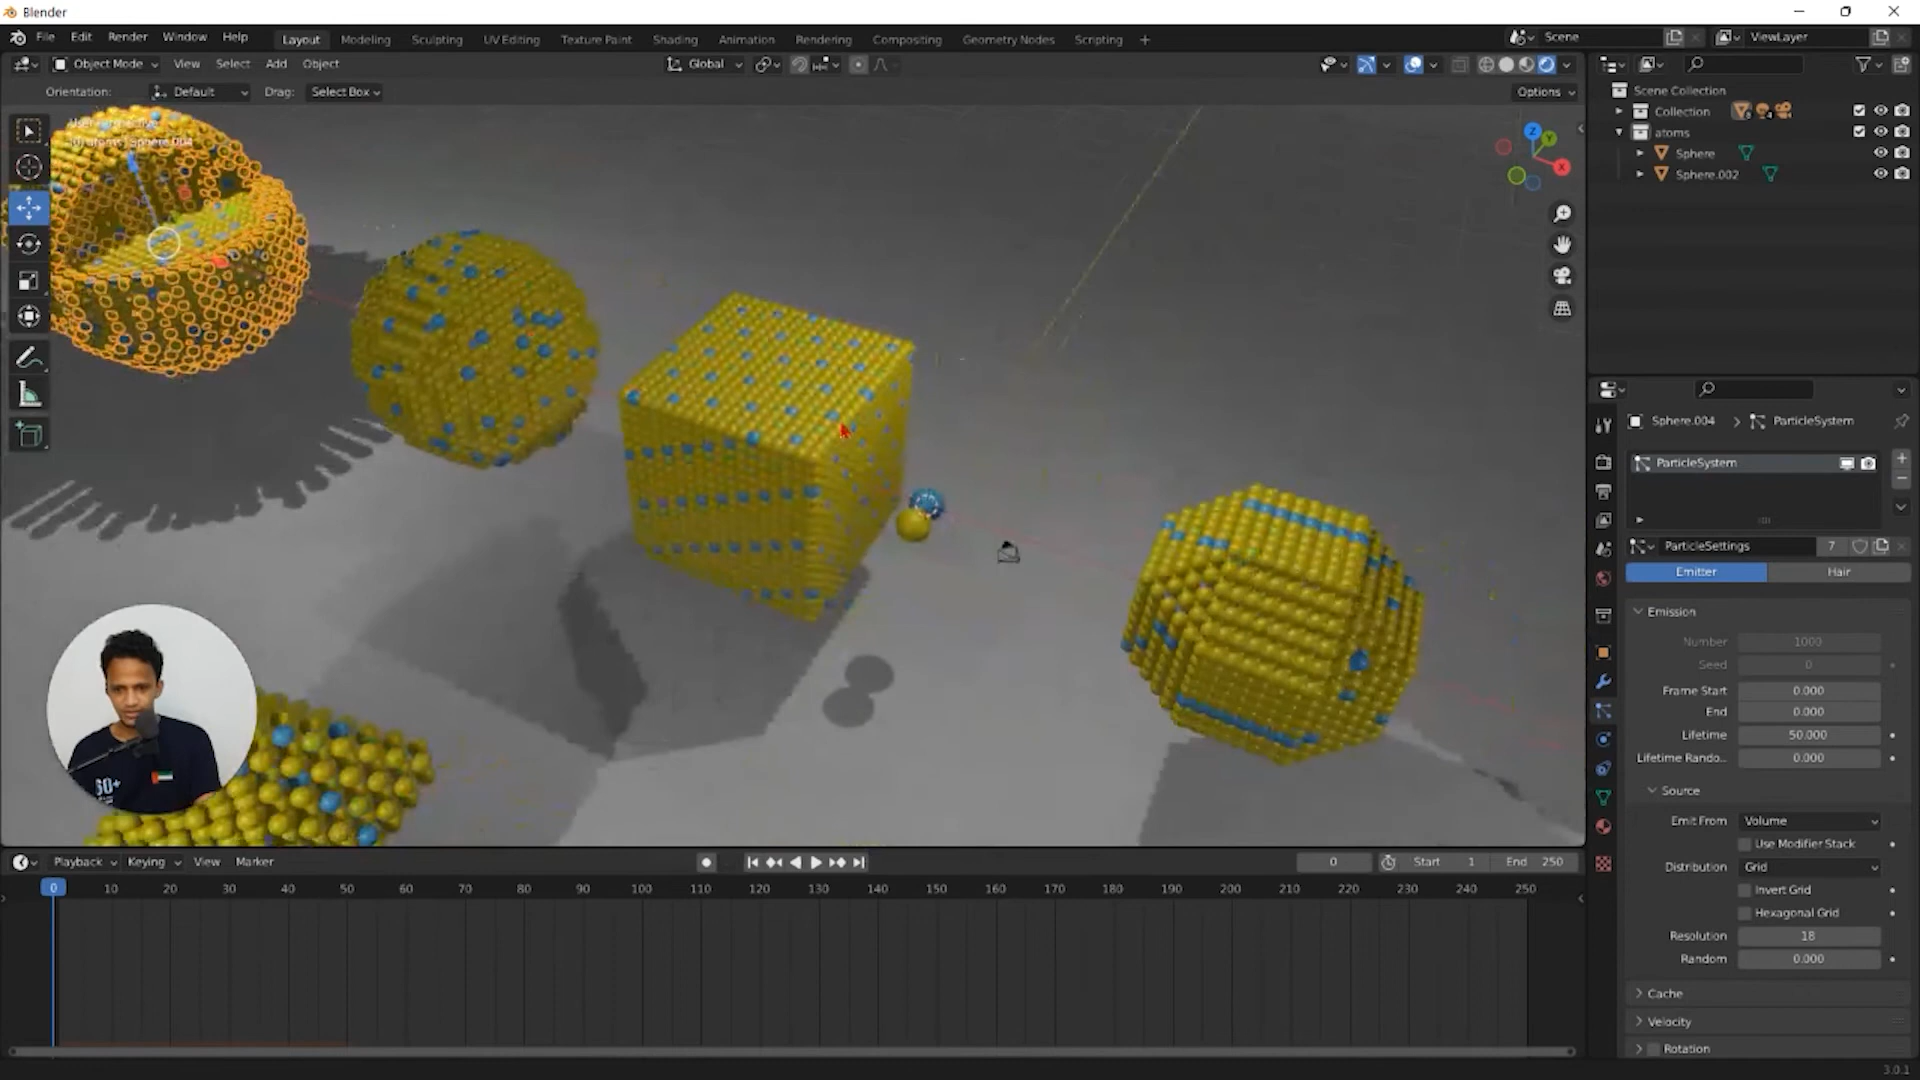 Blender
File Edit Render Window Help
Layout Modeling Sculpting UV Editing Texture Paint Shading Animation Rendering Compositing Geometry Nodes Scripting +
Scene
ViewLayer
Object Mode View Select Add Object
Global
Orientation: Default Drag: Select Box
Options
Z
Y
X
Scene Collection
Collection
atoms
Sphere
Sphere.002
Sphere.004 > ParticleSystem
ParticleSystem
ParticleSettings 7
Emitter Hair
Emission
Number 1000
Seed 0
Frame Start 0.000
End 0.000
Lifetime 50.000
Lifetime Rando.. 0.000
Source
Emit From Volume
Use Modifier Stack
Distribution Grid
Invert Grid
Hexagonal Grid
Resolution 18
Random 0.000
Cache
Velocity
Rotation
60+
Playback Keying View Marker
0 Start 1 End 250
0 10 20 30 40 50 60 70 80 90 100 110 120 130 140 150 160 170 180 190 200 210 220 230 240 250
3.0.1